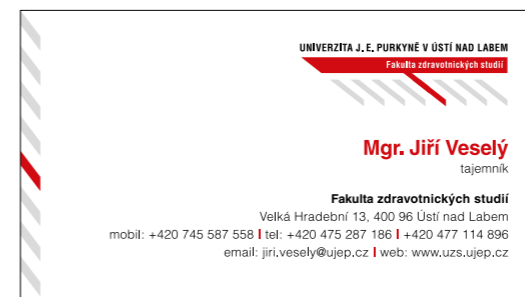 UNIVERZITA J. E. PURKYNĚ V ÚSTÍ NAD LABEM
Fakulta zdravotnických studií
Mgr. Jiří Veselý
tajemník
Fakulta zdravotnických studií
Velká Hradební 13, 400 96 Ústí nad Labem
mobil: +420 745 587 558 | tel: +420 475 287 186 | +420 477 114 896
email: jiri.vesely@ujep.cz | web: www.uzs.ujep.cz